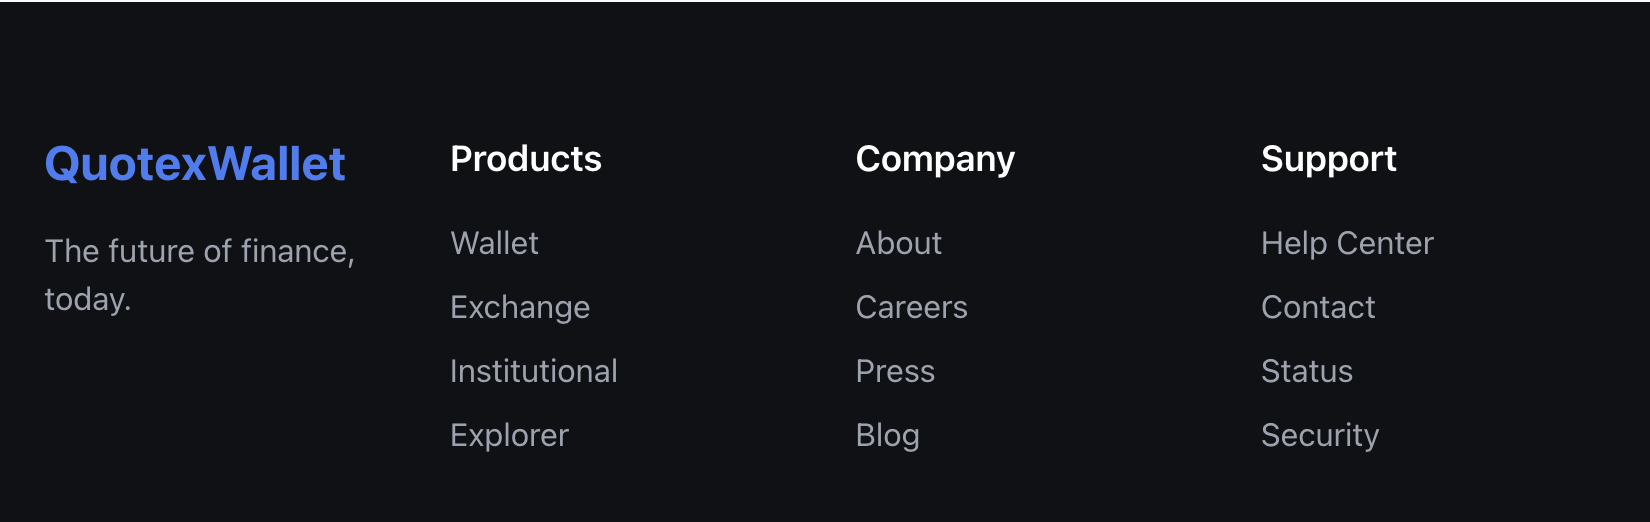 QuotexWallet
The future of finance,
today.
Products
Wallet
Exchange
Institutional
Explorer
Company
About
Careers
Press
Blog
Support
Help Center
Contact
Status
Security